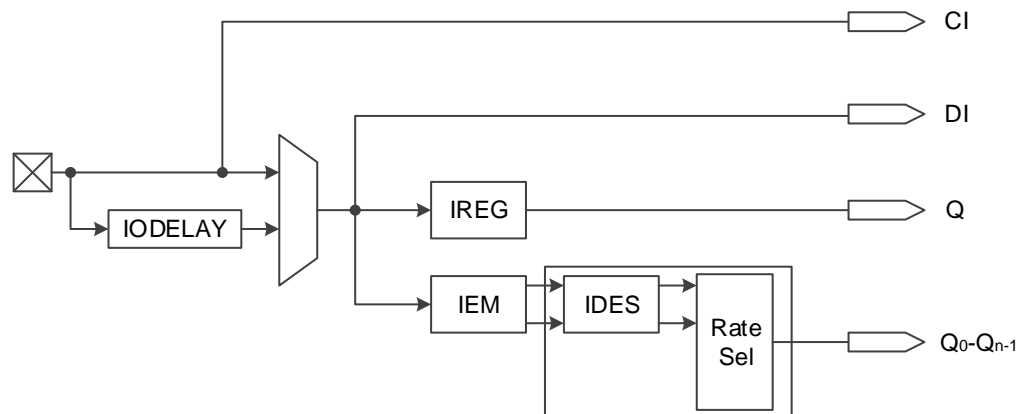 CI
DI
IREG
Q
IODELAY
IEM
IDES
Rate
Sel
Q0-Qn-1